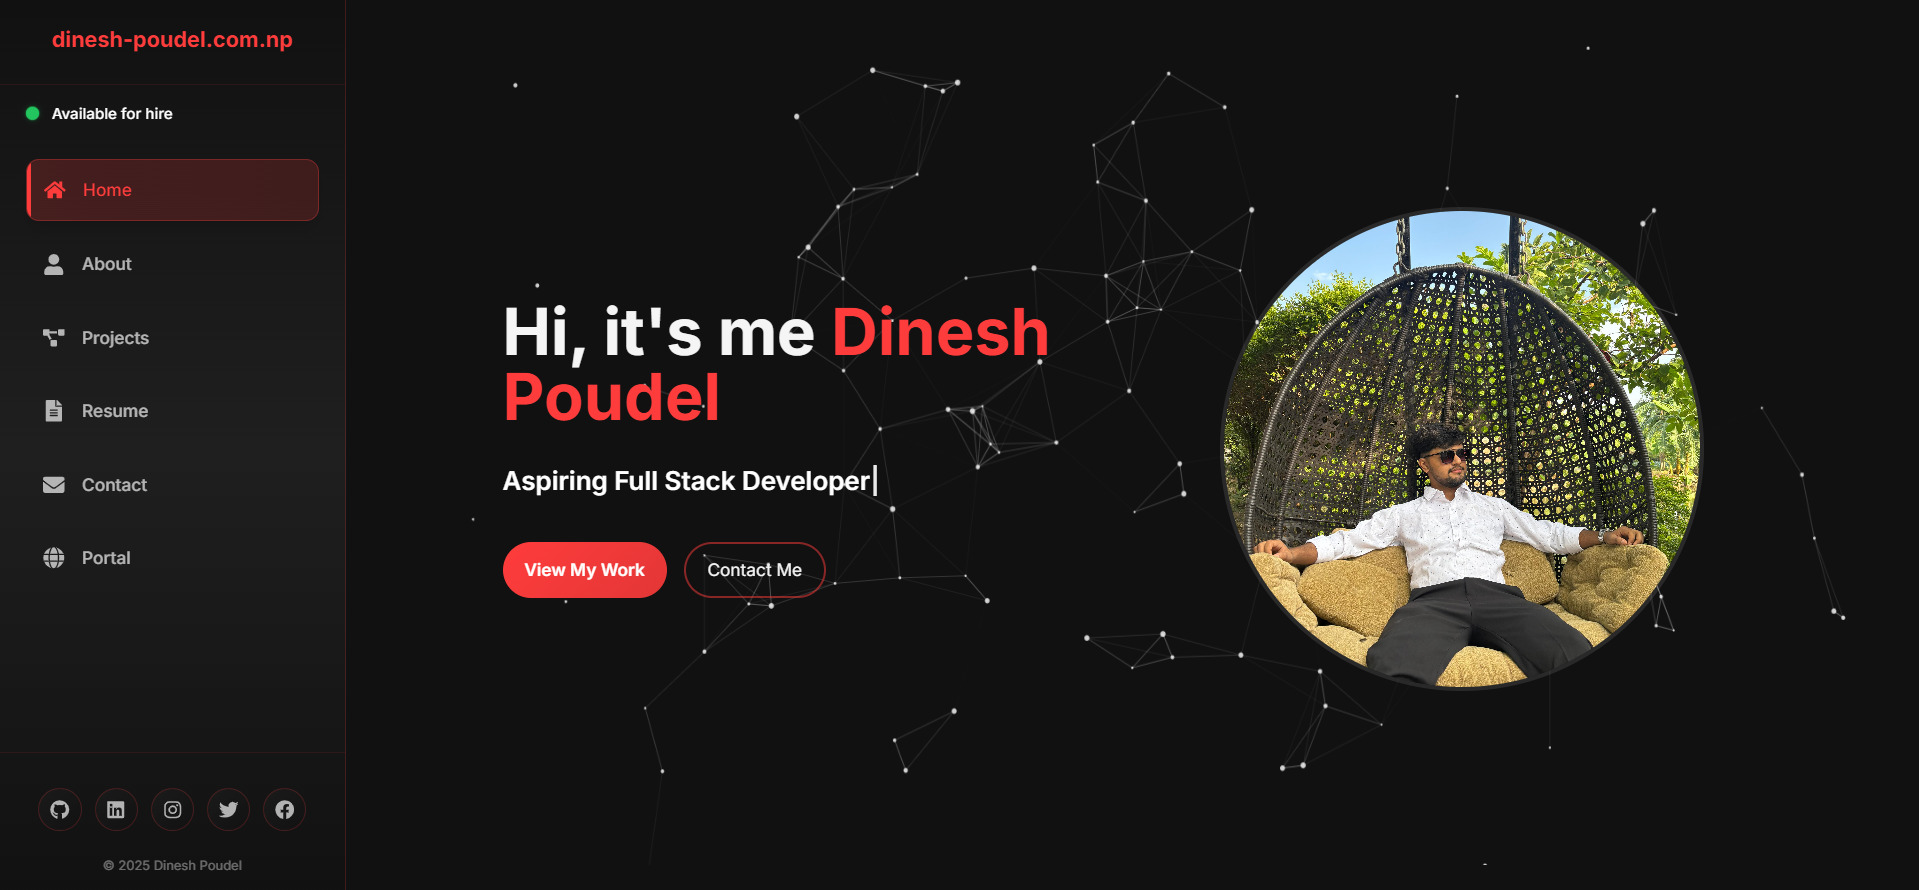 dinesh-poudel.com.np
Available for hire
Home
About
Projects
Resume
Contact
Portal
© 2025 Dinesh Poudel
Hi, it's me Dinesh
Poudel
Aspiring Full Stack Developer|
View My Work
Contact Me